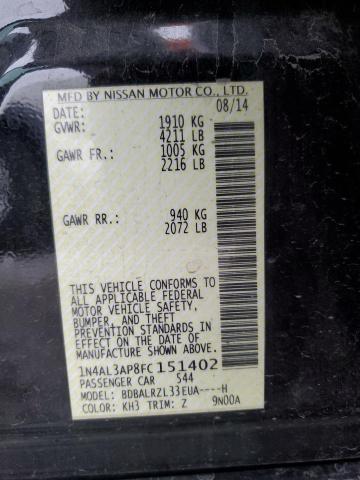 MFD BY NISSAN MOTOR CO., LTD.
DATE: 08/14
GVWR: 1910 KG
4211 LB
GAWR FR.: 1005 KG
2216 LB
GAWR RR.: 940 KG
2072 LB
THIS VEHICLE CONFORMS TO
ALL APPLICABLE FEDERAL
MOTOR VEHICLE SAFETY,
BUMPER, AND THEFT
PREVENTION STANDARDS IN
EFFECT ON THE DATE OF
MANUFACTURE SHOWN ABOVE.
1N4AL3AP8FC151402
PASSENGER CAR 544
MODEL: BDBALRZL33EUA----H
COLOR: KH3 TRIM: Z 9N00A